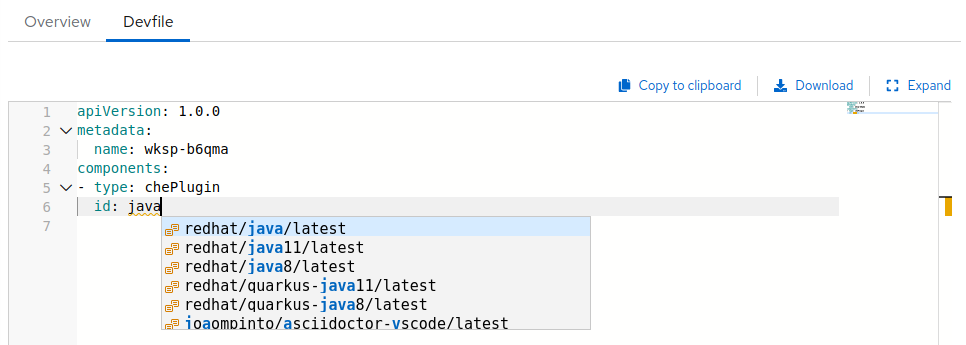 Overview Devfile
Copy to clipboard Download Expand
1 apiVersion: 1.0.0
2 metadata:
3 name: wksp-b6qma
4 components:
5 - type: chePlugin
6 id: java
7
redhat/java/latest
redhat/java11/latest
redhat/java8/latest
redhat/quarkus-java11/latest
redhat/quarkus-java8/latest
joaompinto/asciidoctor-vscode/latest